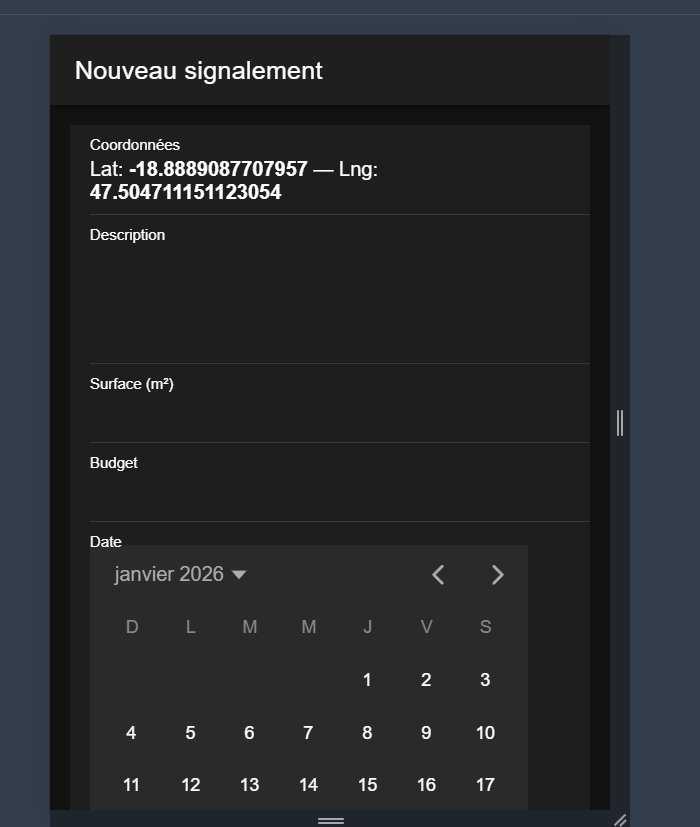 Nouveau signalement
Coordonnées
Lat: -18.8889087707957 — Lng:
47.504711151123054
Description
Surface (m²)
Budget
Date
janvier 2026
D L M M J V S
1 2 3
4 5 6 7 8 9 10
11 12 13 14 15 16 17